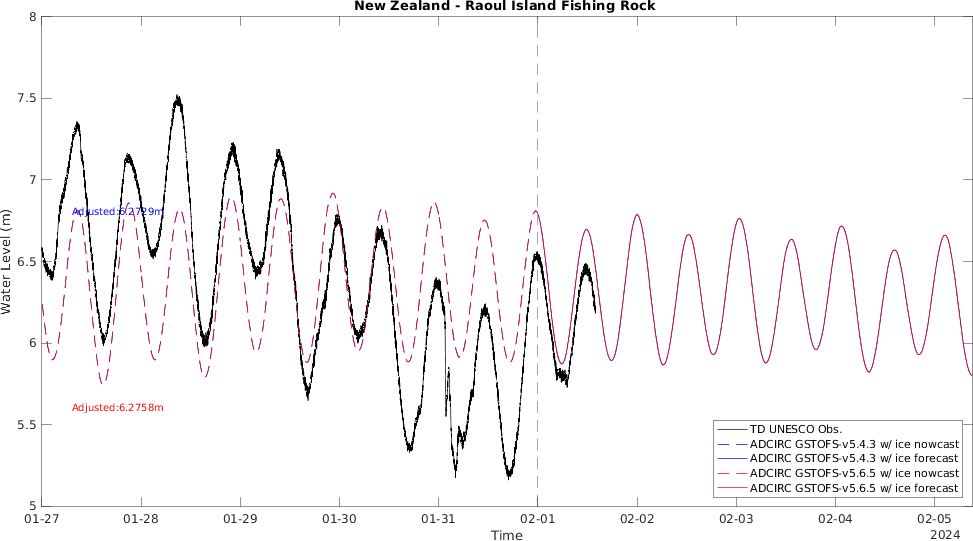 New Zealand - Raoul Island Fishing Rock
8
7.5
7
6.5
6
5.5
5
Water Level (m)
Adjusted:6.2729m
Adjusted:6.2758m
TD UNESCO Obs.
ADCIRC GSTOFS-v5.4.3 w/ ice nowcast
ADCIRC GSTOFS-v5.4.3 w/ ice forecast
ADCIRC GSTOFS-v5.6.5 w/ ice nowcast
ADCIRC GSTOFS-v5.6.5 w/ ice forecast
01-27 01-28 01-29 01-30 01-31 02-01 02-02 02-03 02-04 02-05
Time
2024